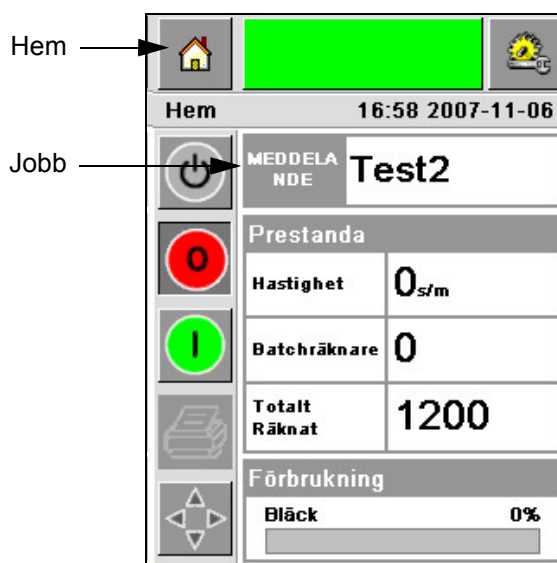 Hem
Hem 16:58 2007-11-06
Jobb
MEDDELA
NDE
Test2
Prestanda
O
Hastighet 0s/m
I
Batchräknare 0
Totalt
Räknat
1200
Förbrukning
Bläck 0%